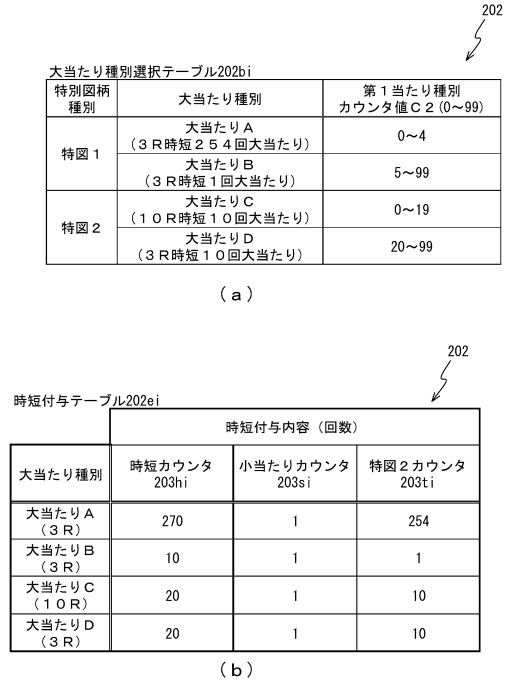 202
大当たり種別選択テーブル202bi
特別図柄
種別
大当たり種別
第1当たり種別
カウンタ値C2(0〜99)
特図1
大当たりA
(3R時短254回大当たり)
0〜4
大当たりB
(3R時短1回大当たり)
5〜99
特図2
大当たりC
(10R時短10回大当たり)
0〜19
大当たりD
(3R時短10回大当たり)
20〜99
(a)
202
時短付与テーブル202ei
時短付与内容(回数)
大当たり種別
時短カウンタ
203hi
小当たりカウンタ
203si
特図2カウンタ
203ti
大当たりA
(3R)
270
1
254
大当たりB
(3R)
10
1
1
大当たりC
(10R)
20
1
10
大当たりD
(3R)
20
1
10
(b)